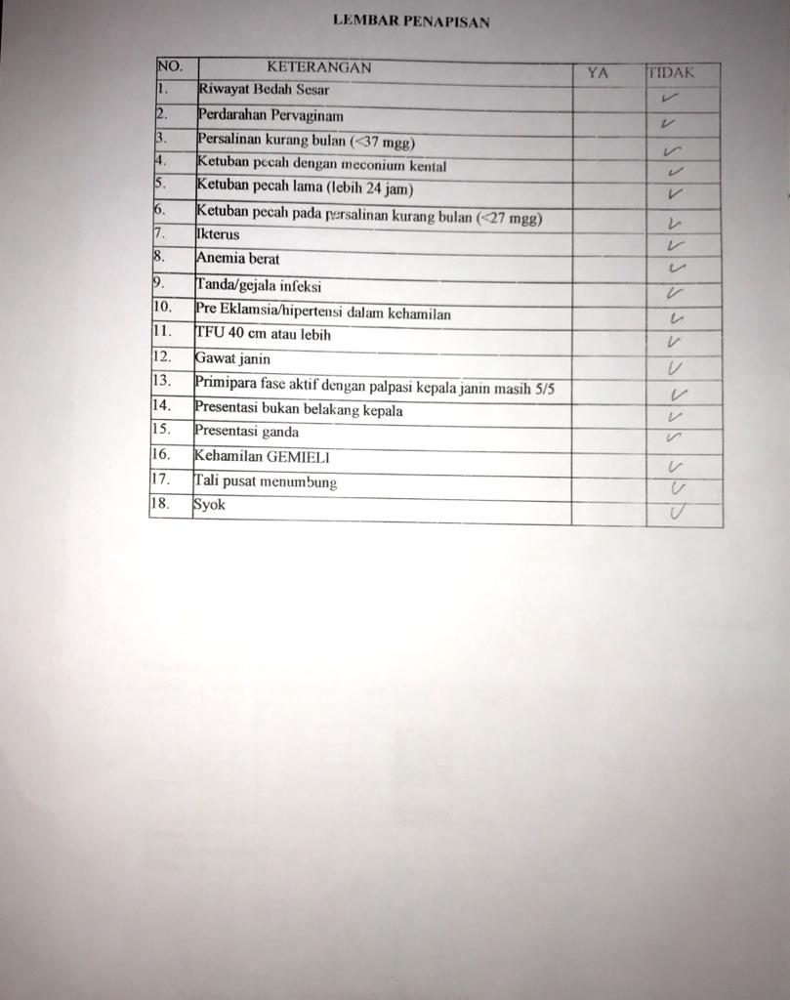 LEMBAR PENAPISAN
NO. KETERANGAN YA TIDAK
1. Riwayat Bedah Sesar ✓
2. Perdarahan Pervaginam ✓
3. Persalinan kurang bulan (<37 mgg) ✓
4. Ketuban pecah dengan meconium kental ✓
5. Ketuban pecah lama (lebih 24 jam) ✓
6. Ketuban pecah pada persalinan kurang bulan (<27 mgg) ✓
7. Ikterus ✓
8. Anemia berat ✓
9. Tanda/gejala infeksi ✓
10. Pre Eklamsia/hipertensi dalam kehamilan ✓
11. TFU 40 cm atau lebih ✓
12. Gawat janin ✓
13. Primipara fase aktif dengan palpasi kepala janin masih 5/5 ✓
14. Presentasi bukan belakang kepala ✓
15. Presentasi ganda ✓
16. Kehamilan GEMIELI ✓
17. Tali pusat menumbung ✓
18. Syok ✓